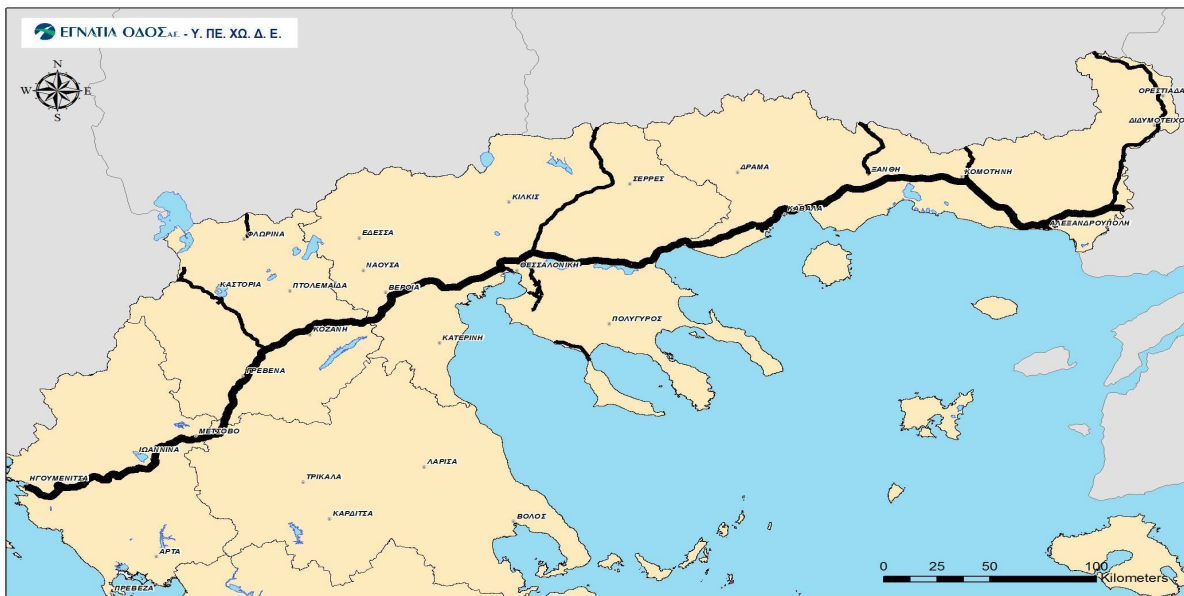 ΕΓΝΑΤΙΑ ΟΔΟΣ Α.Ε. - Υ. ΠΕ. ΧΩ. Δ. Ε.
N
W E
S
ΟΡΕΣΤΙΑΔΑ
ΔΙΔΥΜΟΤΕΙΧΟ
ΔΡΑΜΑ
ΞΑΝΘΗ
ΚΟΜΟΤΗΝΗ
ΣΕΡΡΕΣ
ΚΙΛΚΙΣ
ΚΑΒΑΛΑ
ΑΛΕΞΑΝΔΡΟΥΠΟΛΗ
ΦΛΩΡΙΝΑ
ΕΔΕΣΣΑ
ΝΑΟΥΣΑ
ΘΕΣΣΑΛΟΝΙΚΗ
ΚΑΣΤΟΡΙΑ
ΠΤΟΛΕΜΑΙΔΑ
ΒΕΡΟΙΑ
ΠΟΛΥΓΥΡΟΣ
ΚΟΖΑΝΗ
ΚΑΤΕΡΙΝΗ
ΓΡΕΒΕΝΑ
ΜΕΤΣΟΒΟ
ΙΩΑΝΝΙΝΑ
ΛΑΡΙΣΑ
ΗΓΟΥΜΕΝΙΤΣΑ
ΤΡΙΚΑΛΑ
ΚΑΡΔΙΤΣΑ
ΒΟΛΟΣ
ΑΡΤΑ
ΠΡΕΒΕΖΑ
0 25 50 100
Kilometers